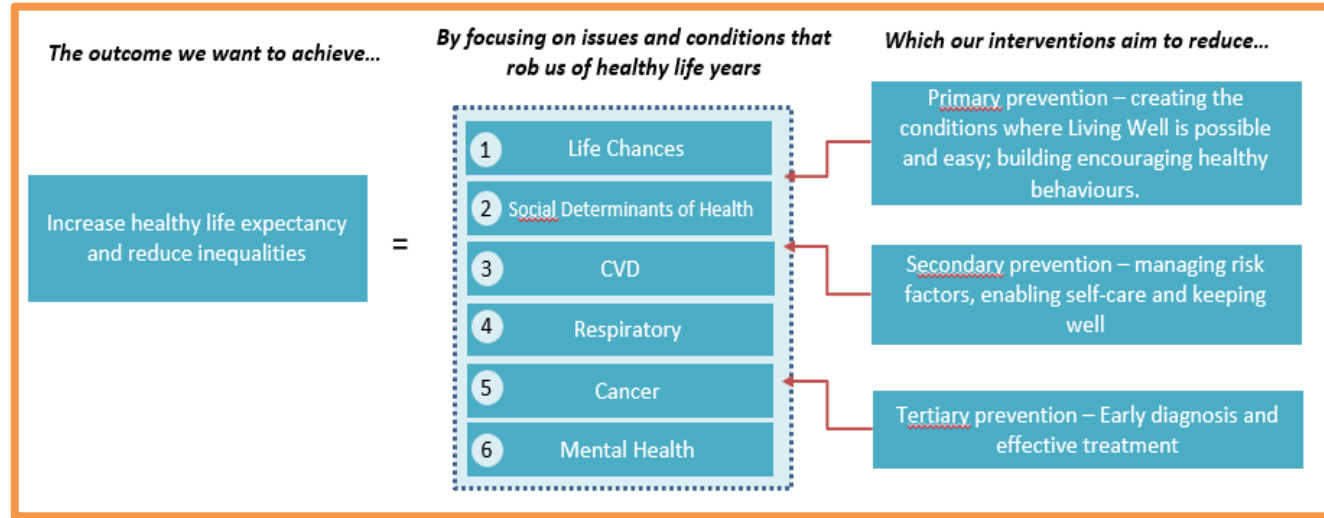 The outcome we want to achieve...
Increase healthy life expectancy
and reduce inequalities
=
By focusing on issues and conditions that
rob us of healthy life years
1 Life Chances
2 Social Determinants of Health
3 CVD
4 Respiratory
5 Cancer
6 Mental Health
Which our interventions aim to reduce...
Primary prevention – creating the
conditions where Living Well is possible
and easy; building encouraging healthy
behaviours.
Secondary prevention – managing risk
factors, enabling self-care and keeping
well
Tertiary prevention – Early diagnosis and
effective treatment